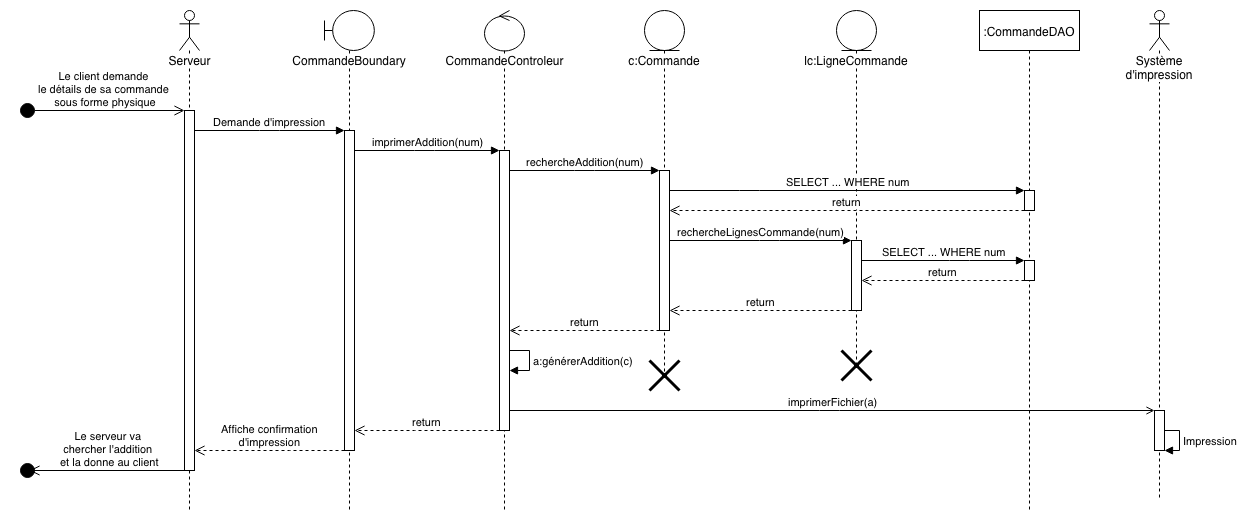 Serveur
CommandeBoundary
CommandeControleur
c:Commande
lc:LigneCommande
:CommandeDAO
Système
d'impression
Le client demande
le détails de sa commande
sous forme physique
Demande d'impression
imprimerAddition(num)
rechercheAddition(num)
SELECT ... WHERE num
return
rechercheLignesCommande(num)
SELECT ... WHERE num
return
return
return
a:générerAddition(c)
imprimerFichier(a)
return
Affiche confirmation
d'impression
Impression
Le serveur va
chercher l'addition
et la donne au client